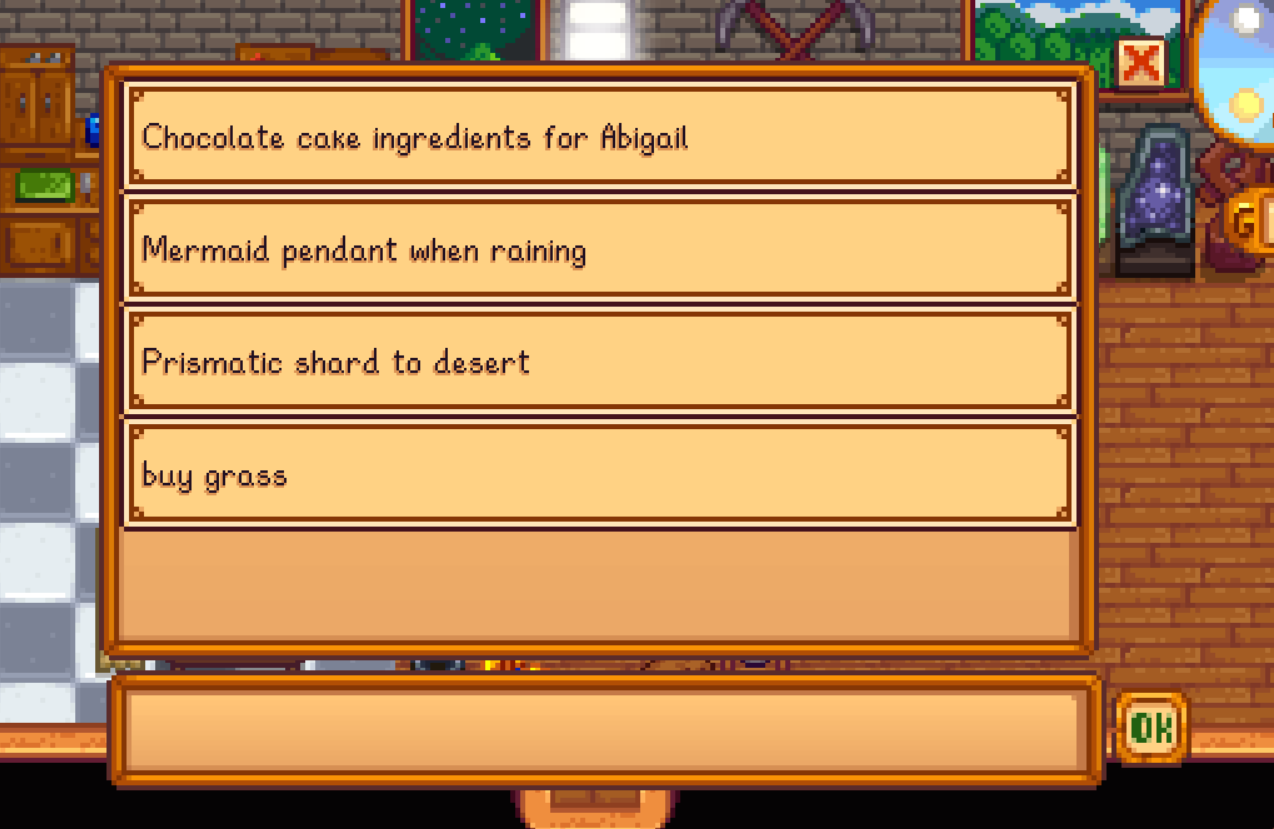 Chocolate cake ingredients for Abigail
Mermaid pendant when raining
Prismatic shard to desert
buy grass
OK